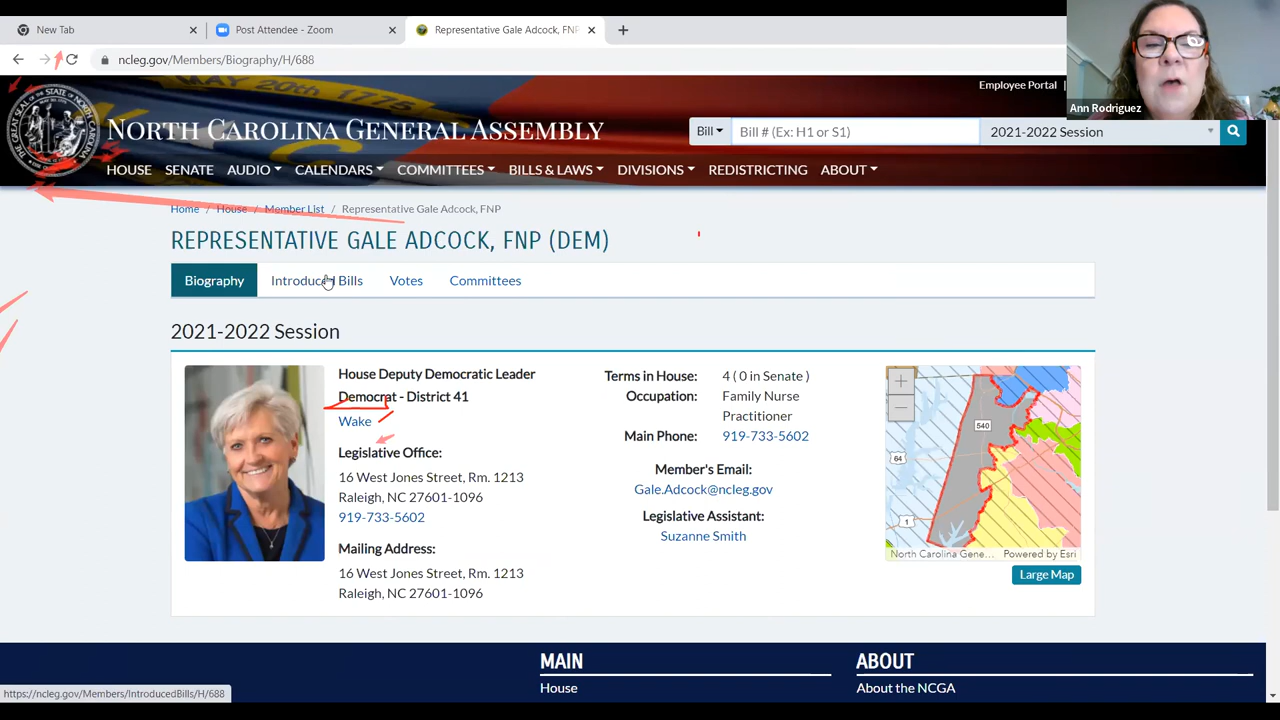 New Tab
Post Attendee - Zoom
Representative Gale Adcock, FNP
ncleg.gov/Members/Biography/H/688
Ann Rodriguez
Employee Portal |
MAY 20th 1775
NORTH CAROLINA GENERAL ASSEMBLY
Bill
Bill # (Ex: H1 or S1)
2021-2022 Session
HOUSE SENATE AUDIO CALENDARS COMMITTEES BILLS & LAWS DIVISIONS REDISTRICTING ABOUT
Home / House / Member List / Representative Gale Adcock, FNP
REPRESENTATIVE GALE ADCOCK, FNP (DEM)
Biography Introduced Bills Votes Committees
2021-2022 Session
House Deputy Democratic Leader
Democrat - District 41
Wake
Legislative Office:
16 West Jones Street, Rm. 1213
Raleigh, NC 27601-1096
919-733-5602
Mailing Address:
16 West Jones Street, Rm. 1213
Raleigh, NC 27601-1096
Terms in House: 4 ( 0 in Senate )
Occupation: Family Nurse
Practitioner
Main Phone: 919-733-5602
Member's Email:
Gale.Adcock@ncleg.gov
Legislative Assistant:
Suzanne Smith
540
64
1
North Carolina Gene... Powered by Esri
Large Map
MAIN
House
ABOUT
About the NCGA
https://ncleg.gov/Members/IntroducedBills/H/688